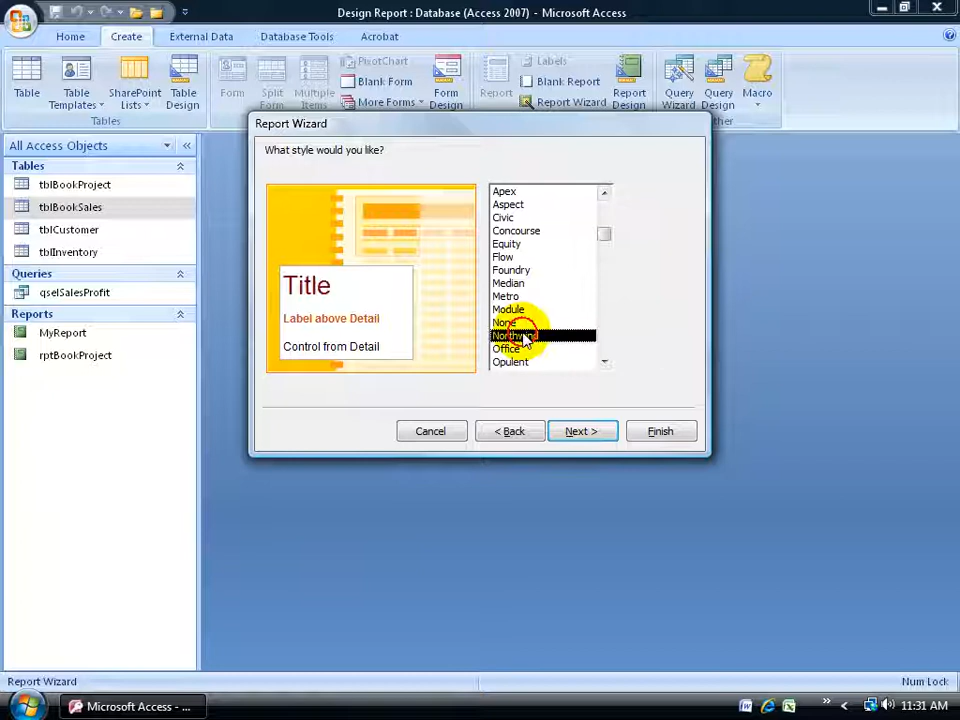 Design Report : Database (Access 2007) - Microsoft Access
Home
Create
External Data
Database Tools
Acrobat
Table
Table Templates
SharePoint Lists
Table Design
Tables
Form
Split Form
Multiple Items
PivotChart
Blank Form
More Forms
Form Design
Report
Labels
Blank Report
Report Wizard
Report Design
Query Wizard
Query Design
Macro
All Access Objects
Tables
tblBookProject
tblBookSales
tblCustomer
tblInventory
Queries
qselSalesProfit
Reports
MyReport
rptBookProject
Report Wizard
What style would you like?
Title
Label above Detail
Control from Detail
Apex
Aspect
Civic
Concourse
Equity
Flow
Foundry
Median
Metro
Module
None
Northwind
Office
Opulent
Cancel
< Back
Next >
Finish
Report Wizard
Num Lock
Microsoft Access - ...
11:31 AM